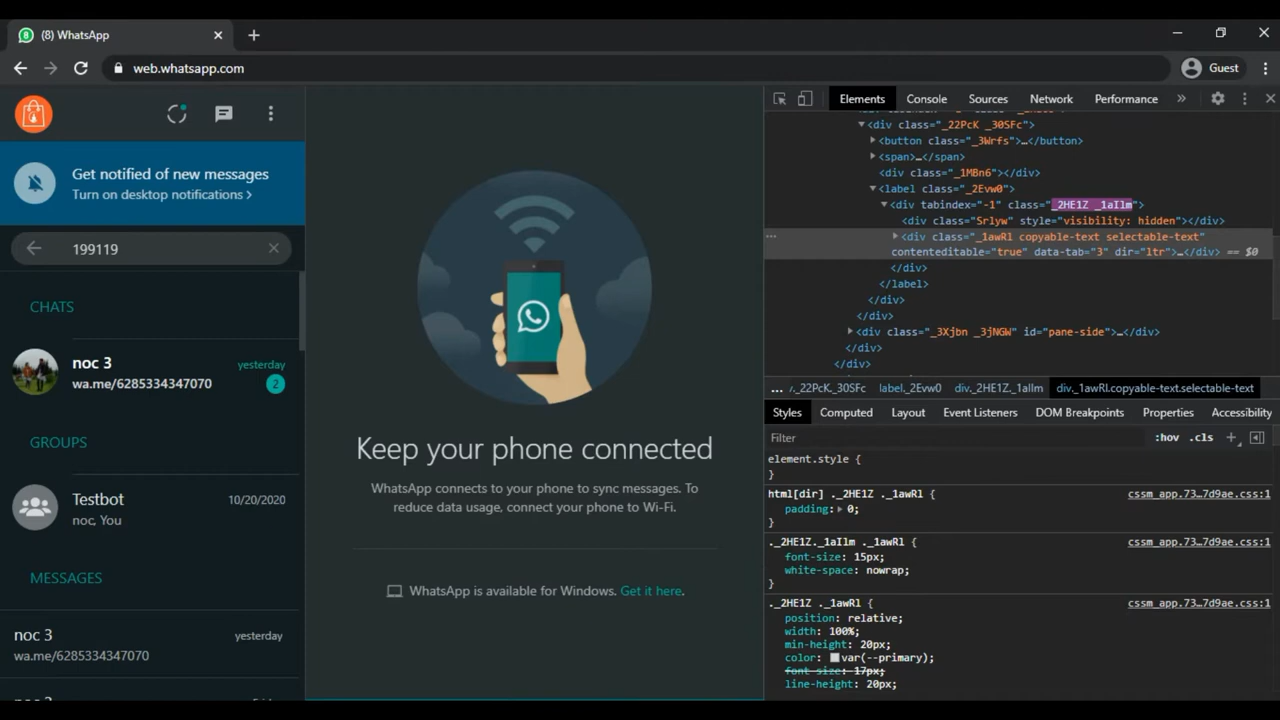 (8) WhatsApp
web.whatsapp.com
Guest
Get notified of new messages
Turn on desktop notifications >
199119
CHATS
noc 3
yesterday
wa.me/6285334347070
2
GROUPS
Testbot
10/20/2020
noc, You
MESSAGES
noc 3
yesterday
wa.me/6285334347070
Keep your phone connected
WhatsApp connects to your phone to sync messages. To
reduce data usage, connect your phone to Wi-Fi.
WhatsApp is available for Windows. Get it here.
Elements Console Sources Network Performance »
<div class="_22PcK _30SFc">
<button class="_3Wrfs">…</button>
<span>…</span>
<div class="_1MBn6"></div>
<label class="_2Evw0">
<div tabindex="-1" class="_2HE1Z _1aIlm">
<div class="Srlyw" style="visibility: hidden"></div>
<div class="_1awRl copyable-text selectable-text"
contenteditable="true" data-tab="3" dir="ltr">…</div> == $0
</div>
</label>
</div>
</div>
<div class="_3Xjbn _3jNGW" id="pane-side">…</div>
</div>
</div>
… /._22PcK._30SFc label._2Evw0 div._2HE1Z._1aIlm div._1awRl.copyable-text.selectable-text
Styles Computed Layout Event Listeners DOM Breakpoints Properties Accessibility
Filter
:hov .cls +
element.style {
}
html[dir] ._2HE1Z ._1awRl {
cssm_app.73…7d9ae.css:1
padding: 0;
}
._2HE1Z._1aIlm ._1awRl {
cssm_app.73…7d9ae.css:1
font-size: 15px;
white-space: nowrap;
}
._2HE1Z ._1awRl {
cssm_app.73…7d9ae.css:1
position: relative;
width: 100%;
min-height: 20px;
color: var(--primary);
font-size: 17px;
line-height: 20px;